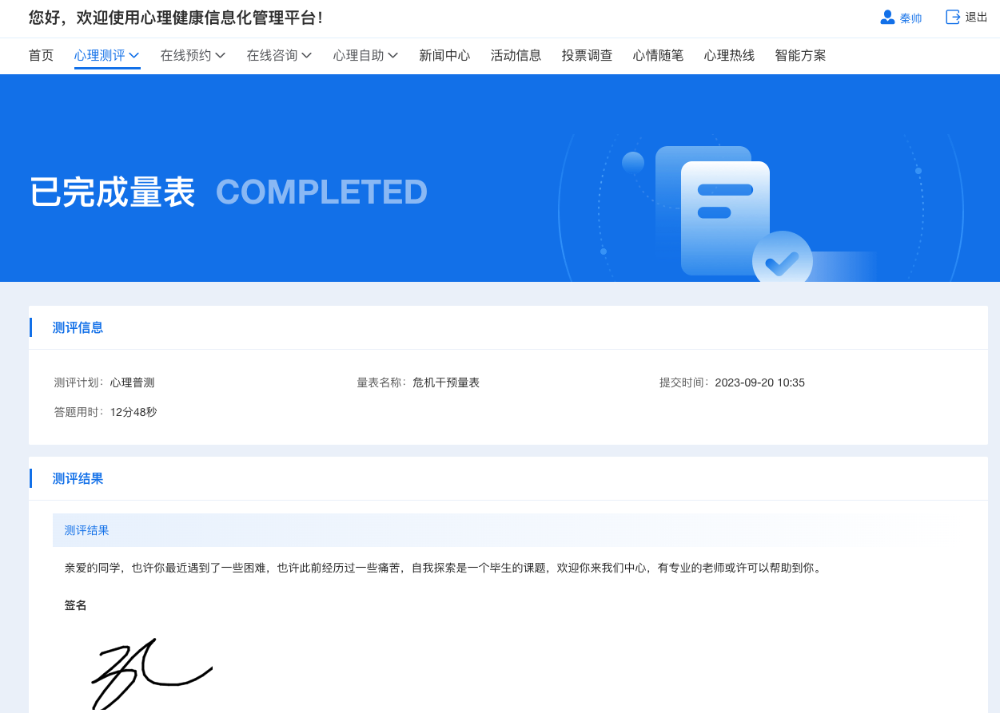 您好，欢迎使用心理健康信息化管理平台！
秦帅 退出
首页 心理测评 在线预约 在线咨询 心理自助 新闻中心 活动信息 投票调查 心情随笔 心理热线 智能方案
已完成量表 COMPLETED
测评信息
测评计划：心理普测 量表名称：危机干预量表 提交时间：2023-09-20 10:35
答题用时：12分48秒
测评结果
测评结果
亲爱的同学，也许你最近遇到了一些困难，也许此前经历过一些痛苦，自我探索是一个毕生的课题，欢迎你来我们中心，有专业的老师或许可以帮助到你。
签名